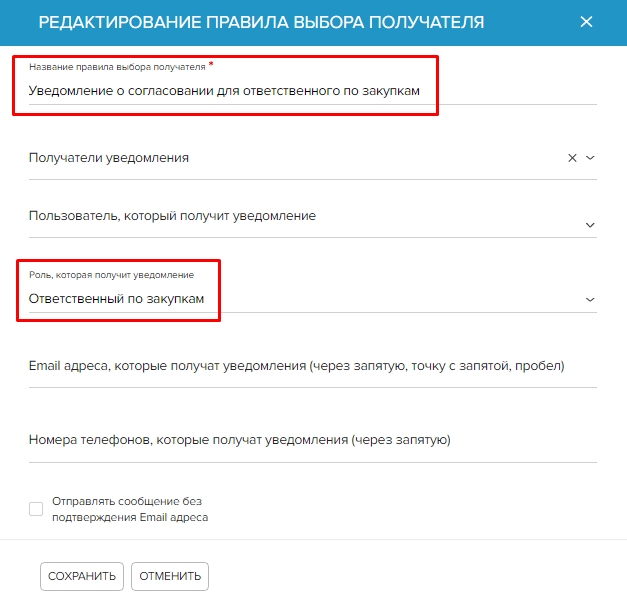 РЕДАКТИРОВАНИЕ ПРАВИЛА ВЫБОРА ПОЛУЧАТЕЛЯ
Название правила выбора получателя *
Уведомление о согласовании для ответственного по закупкам
Получатели уведомления
Пользователь, который получит уведомление
Роль, которая получит уведомление
Ответственный по закупкам
Email адреса, которые получат уведомления (через запятую, точку с запятой, пробел)
Номера телефонов, которые получат уведомления (через запятую)
Отправлять сообщение без
подтверждения Email адреса
СОХРАНИТЬ ОТМЕНИТЬ